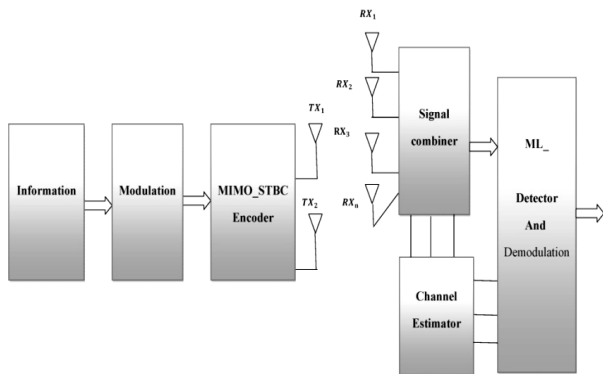 Information
Modulation
MIMO_STBC
Encoder
TX1
TX2
RX1
RX2
RX3
RXn
Signal
combiner
Channel
Estimator
ML_
Detector
And
Demodulation